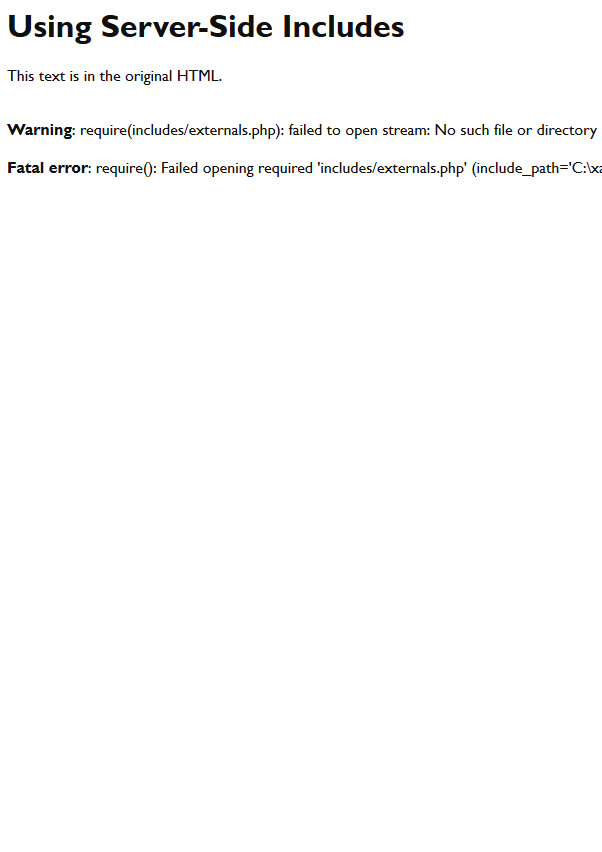 Using Server-Side Includes
This text is in the original HTML.
Warning: require(includes/externals.php): failed to open stream: No such file or directory
Fatal error: require(): Failed opening required 'includes/externals.php' (include_path='C:\xa